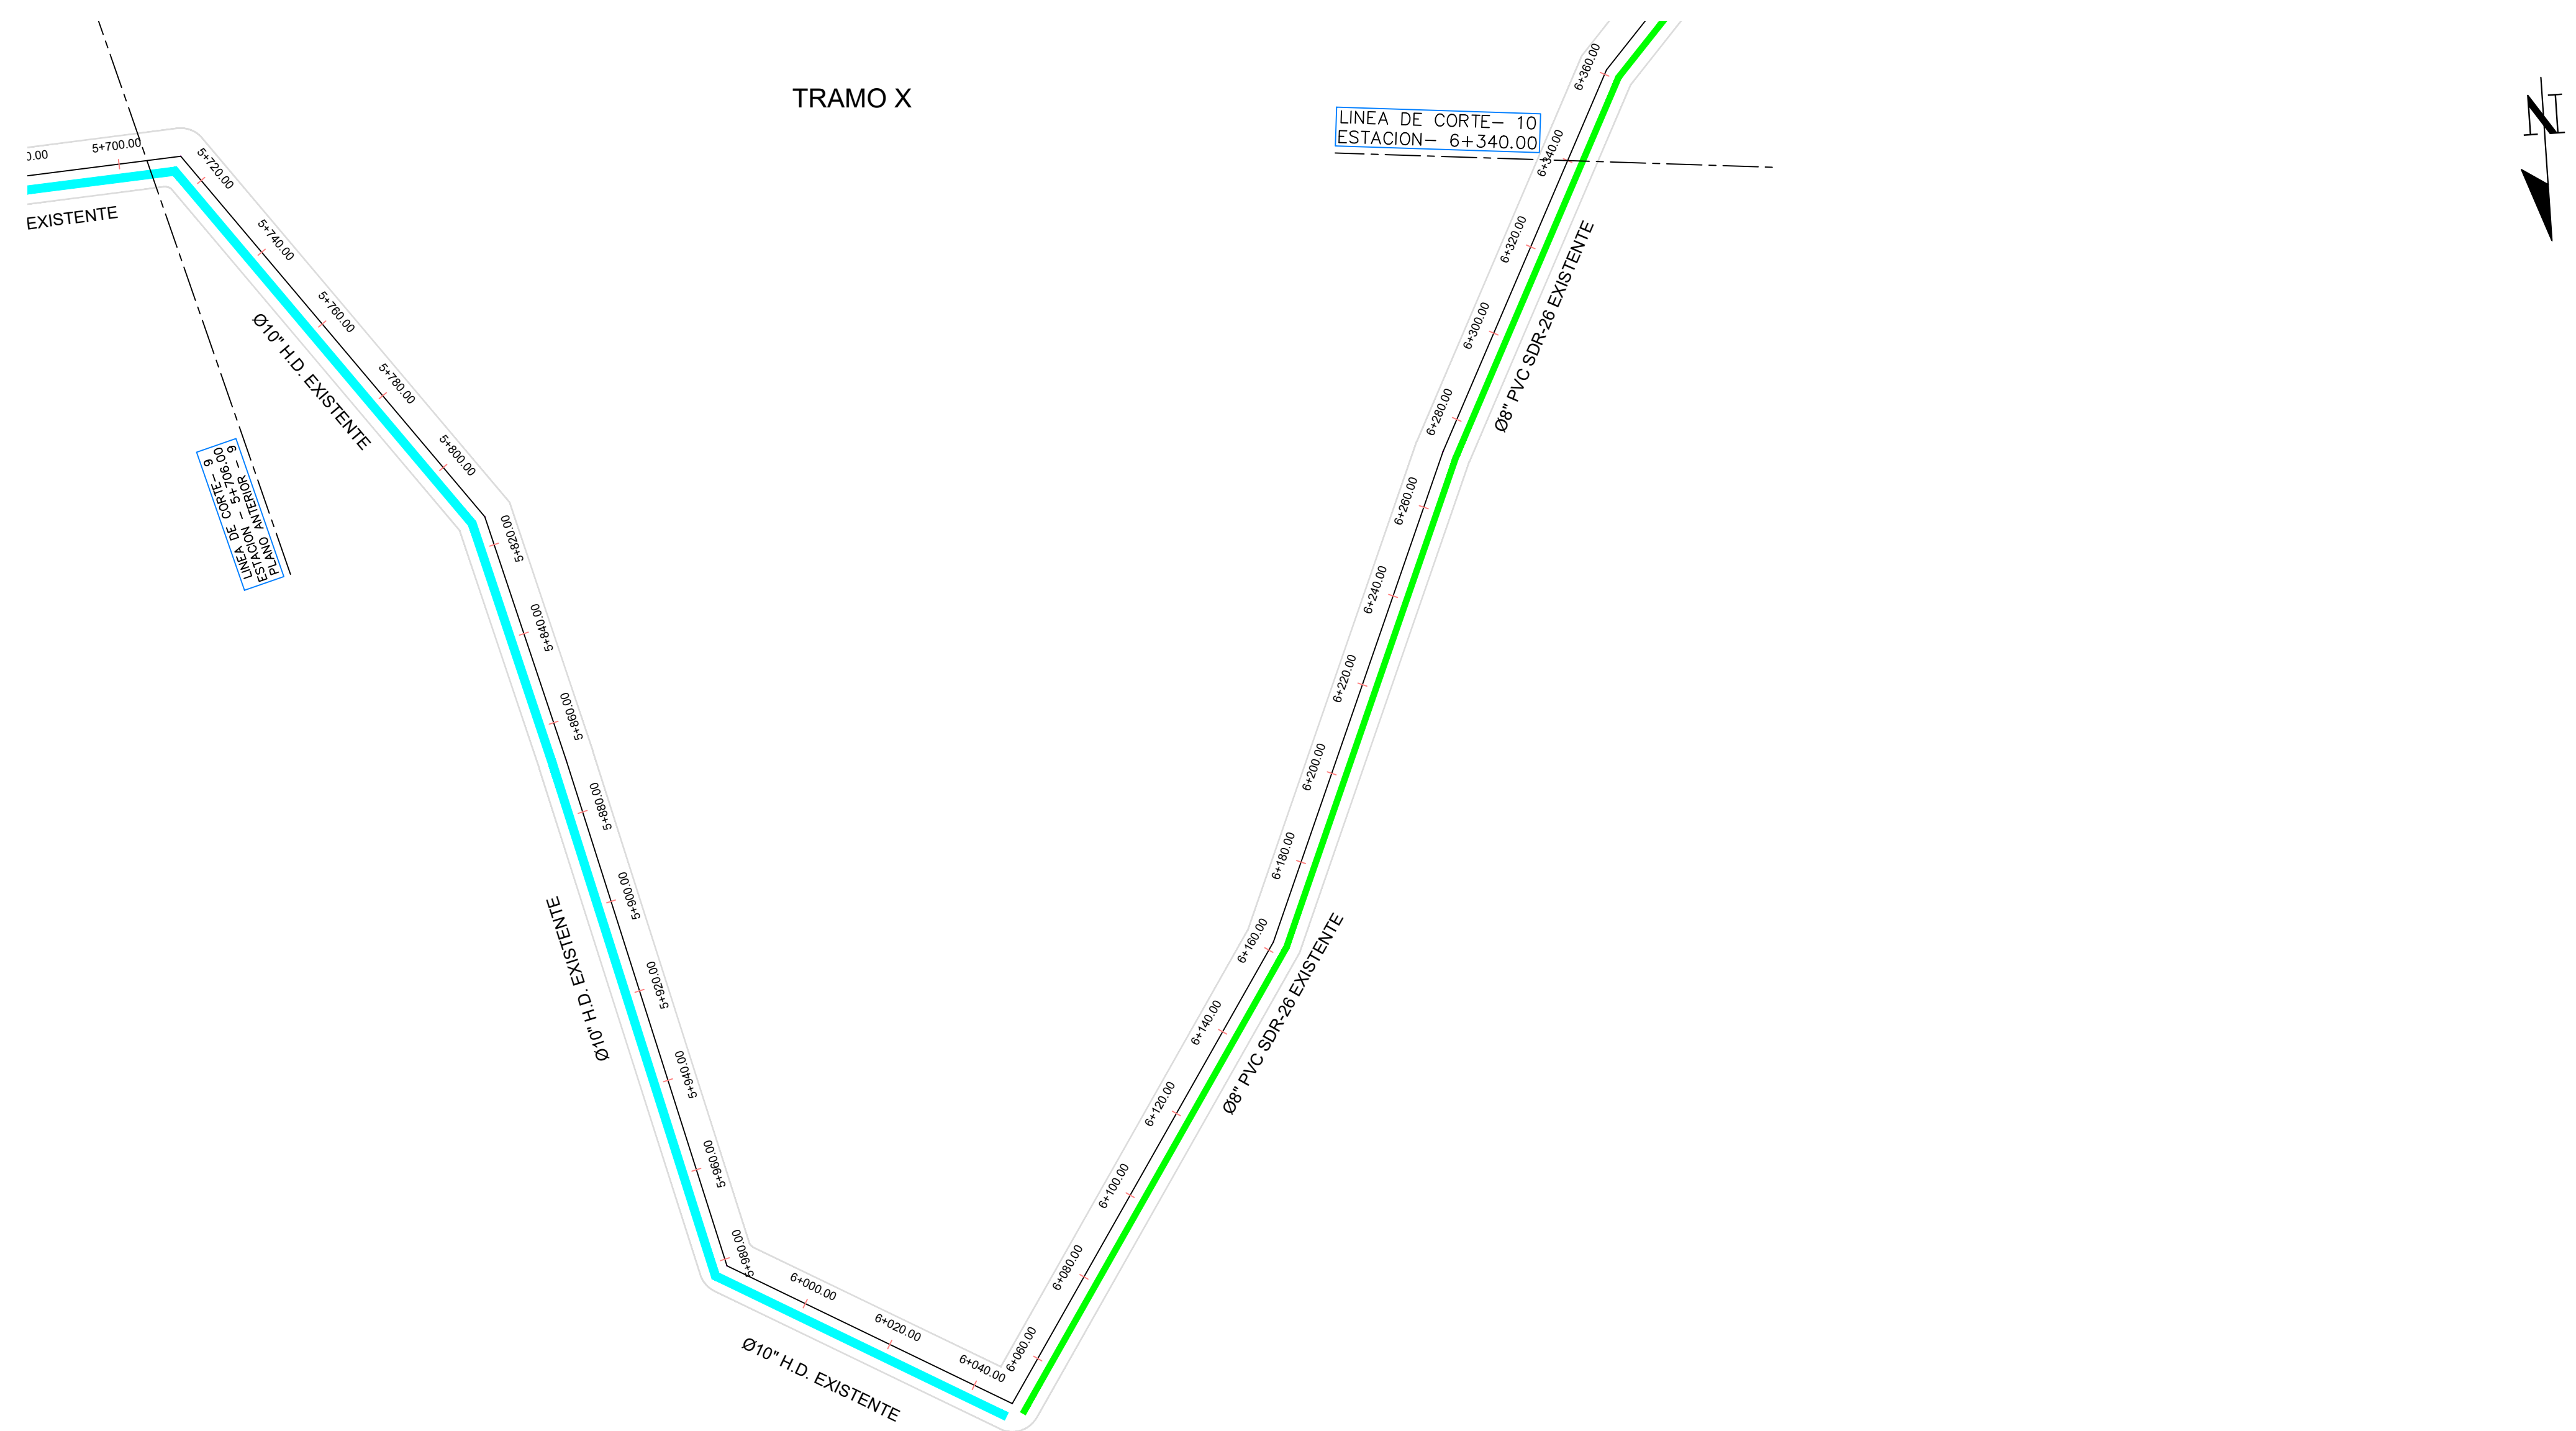 TRAMO X
LINEA DE CORTE- 10
ESTACION- 6+340.00
LINEA DE CORTE- 9
ESTACION - 5+706.00
PLANO ANTERIOR - 9
0.00
5+700.00
5+720.00
5+740.00
5+760.00
5+780.00
5+800.00
5+820.00
5+840.00
5+860.00
5+880.00
5+900.00
5+920.00
5+940.00
5+960.00
5+980.00
6+000.00
6+020.00
6+040.00
6+060.00
6+080.00
6+100.00
6+120.00
6+140.00
6+160.00
6+180.00
6+200.00
6+220.00
6+240.00
6+260.00
6+280.00
6+300.00
6+320.00
6+340.00
6+360.00
EXISTENTE
Ø10" H.D. EXISTENTE
Ø10" H.D. EXISTENTE
Ø10" H.D. EXISTENTE
Ø8" PVC SDR-26 EXISTENTE
Ø8" PVC SDR-26 EXISTENTE
N